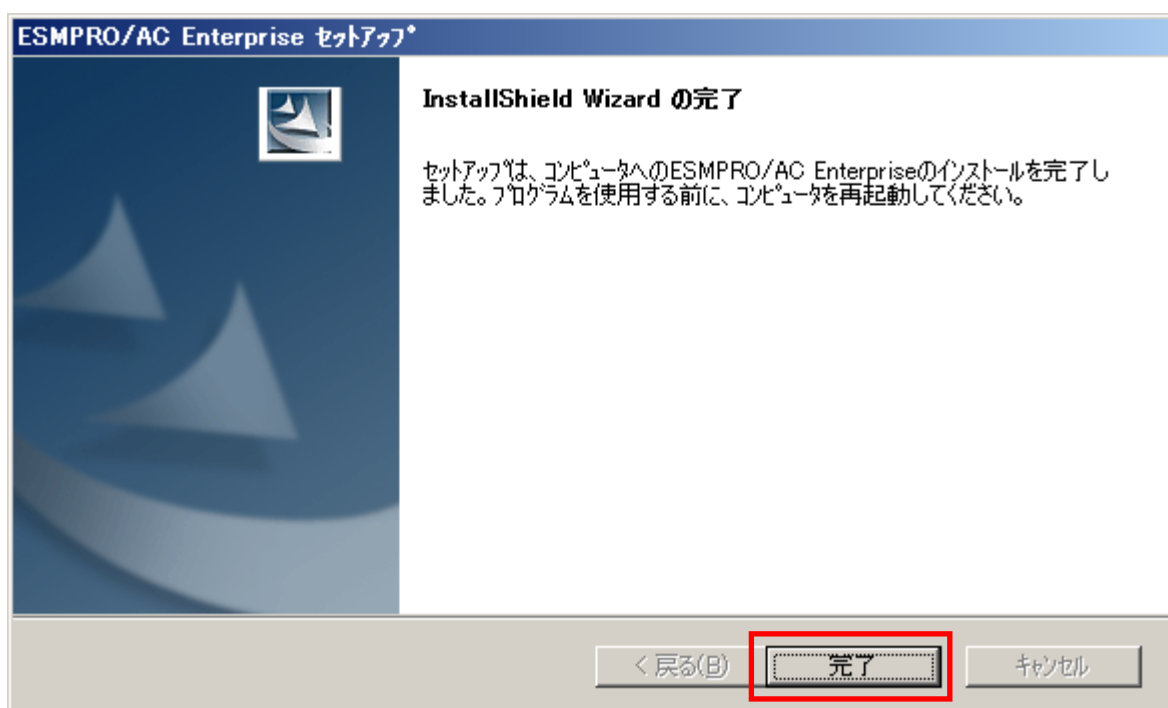 ESMPRO/AC Enterprise ｾｯﾄｱｯﾌﾟ
InstallShield Wizard の完了
ｾｯﾄｱｯﾌﾟは、ｺﾝﾋﾟｭｰﾀへのESMPRO/AC Enterpriseのｲﾝｽﾄｰﾙを完了し
ました。ﾌﾟﾛｸﾞﾗﾑを使用する前に、ｺﾝﾋﾟｭｰﾀを再起動してください。
< 戻る(B)
完了
ｷｬﾝｾﾙ